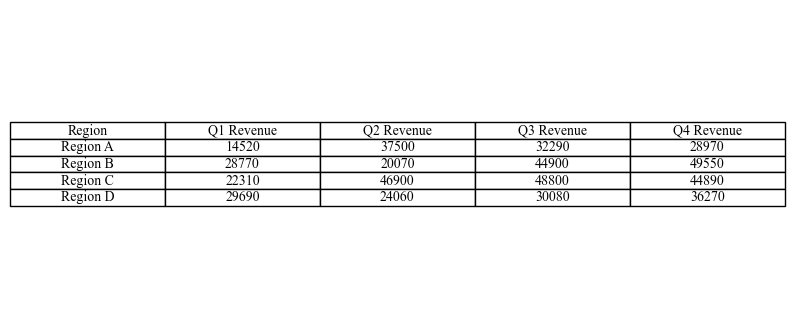 Region Q1 Revenue Q2 Revenue Q3 Revenue Q4 Revenue
Region A 14520 37500 32290 28970
Region B 28770 20070 44900 49550
Region C 22310 46900 48800 44890
Region D 29690 24060 30080 36270